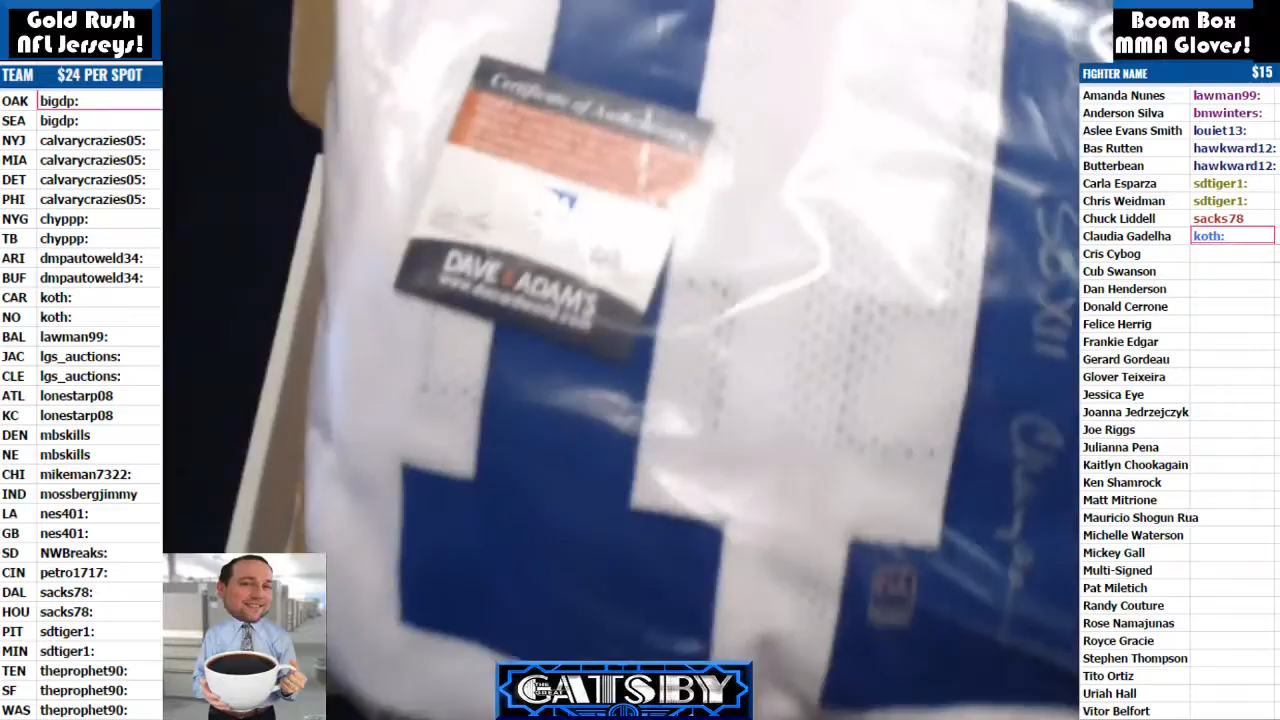 Gold Rush
NFL Jerseys!
TEAM $24 PER SPOT
OAK bigdp:
SEA bigdp:
NYJ calvarycrazies05:
MIA calvarycrazies05:
DET calvarycrazies05:
PHI calvarycrazies05:
NYG chyppp:
TB chyppp:
ARI dmpautoweld34:
BUF dmpautoweld34:
CAR koth:
NO koth:
BAL lawman99:
JAC lgs_auctions:
CLE lgs_auctions:
ATL lonestarp08
KC lonestarp08
DEN mbskills
NE mbskills
CHI mikeman7322:
IND mossbergjimmy
LA nes401:
GB nes401:
SD NWBreaks:
CIN petro1717:
DAL sacks78:
HOU sacks78:
PIT sdtiger1:
MIN sdtiger1:
TEN theprophet90:
SF theprophet90:
WAS theprophet90:
Certificate of Authenticity
DAVE & ADAM'S
THE GREAT
GATSBY
Boom Box
MMA Gloves!
FIGHTER NAME $15
Amanda Nunes lawman99:
Anderson Silva bmwinters:
Aslee Evans Smith louiet13:
Bas Rutten hawkward12:
Butterbean hawkward12:
Carla Esparza sdtiger1:
Chris Weidman sdtiger1:
Chuck Liddell sacks78
Claudia Gadelha koth:
Cris Cybog
Cub Swanson
Dan Henderson
Donald Cerrone
Felice Herrig
Frankie Edgar
Gerard Gordeau
Glover Teixeira
Jessica Eye
Joanna Jedrzejczyk
Joe Riggs
Julianna Pena
Kaitlyn Chookagain
Ken Shamrock
Matt Mitrione
Mauricio Shogun Rua
Michelle Waterson
Mickey Gall
Multi-Signed
Pat Miletich
Randy Couture
Rose Namajunas
Royce Gracie
Stephen Thompson
Tito Ortiz
Uriah Hall
Vitor Belfort